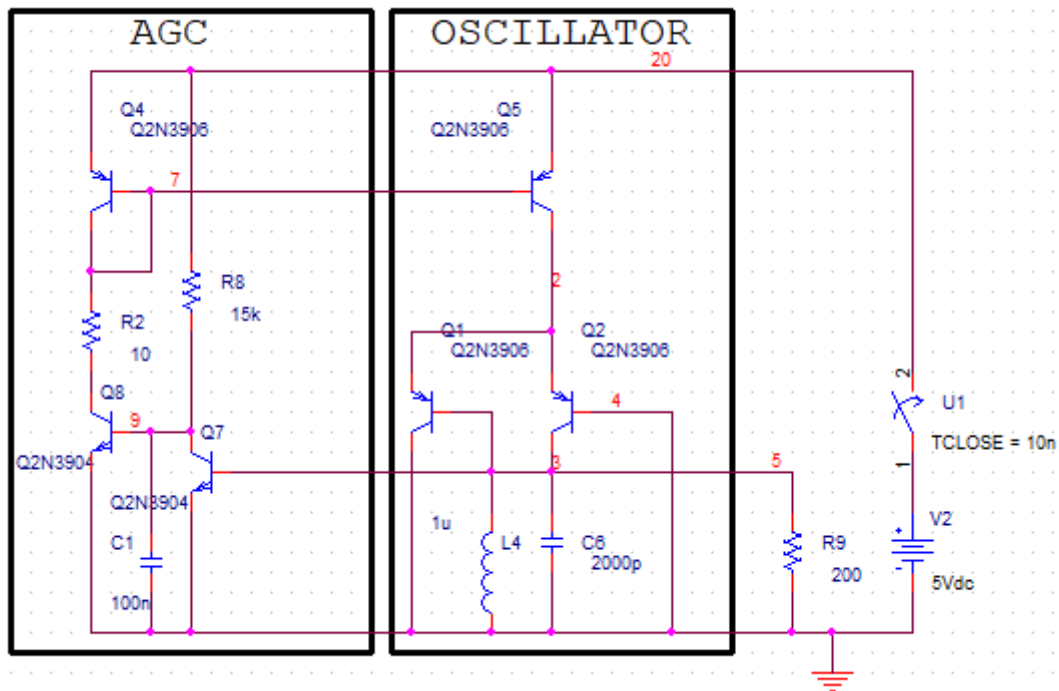 AGC
OSCILLATOR
20
Q4
Q2N3906
Q5
Q2N3906
7
R8
15k
2
R2
10
Q1
Q2N3906
Q2
Q2N3906
Q8
9
Q2N3904
Q7
Q2N3904
4
3
5
2
U1
TCLOSE = 10n
1
C1
100n
1u
L4
C6
2000p
R9
200
V2
+
-
5Vdc